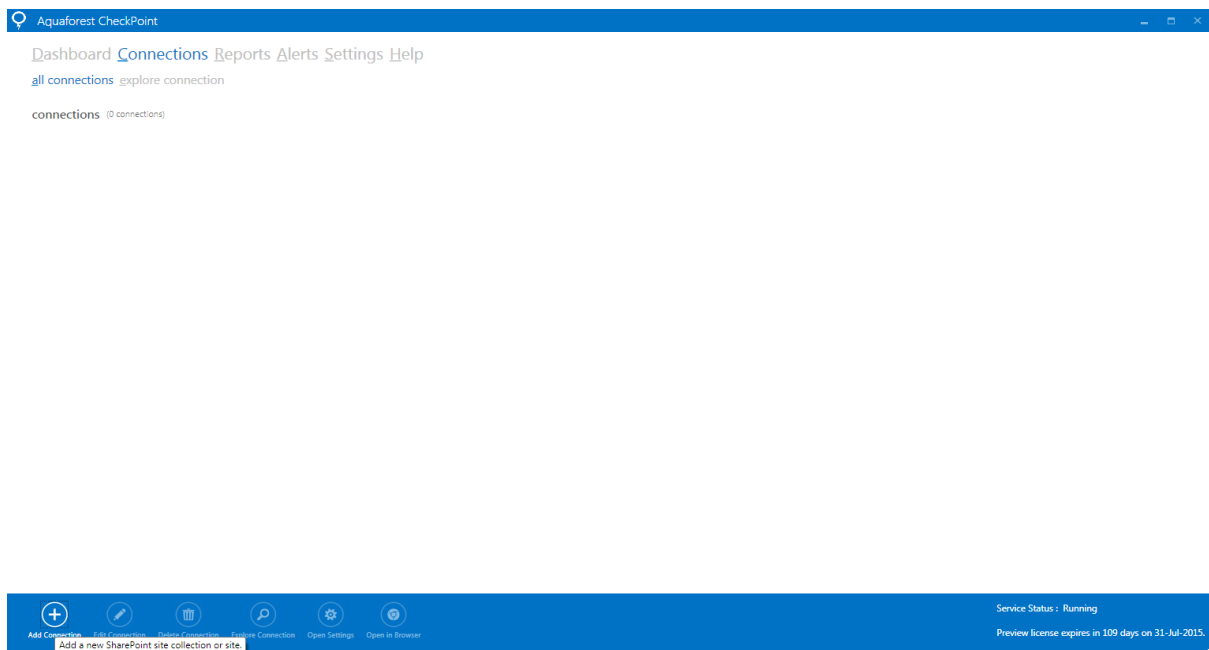 Aquaforest CheckPoint
Dashboard Connections Reports Alerts Settings Help
all connections explore connection
connections (0 connections)
Add Connection Edit Connection Delete Connection Explore Connection Open Settings Open in Browser
Add a new SharePoint site collection or site.
Service Status : Running
Preview license expires in 109 days on 31-Jul-2015.